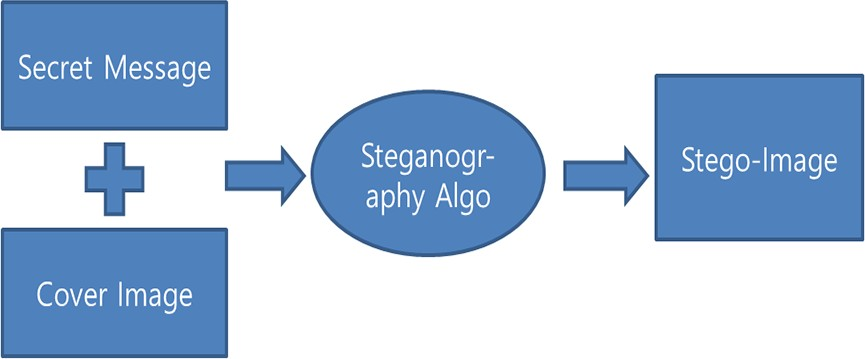 Secret Message
Cover Image
Steganogr-
aphy Algo
Stego-Image